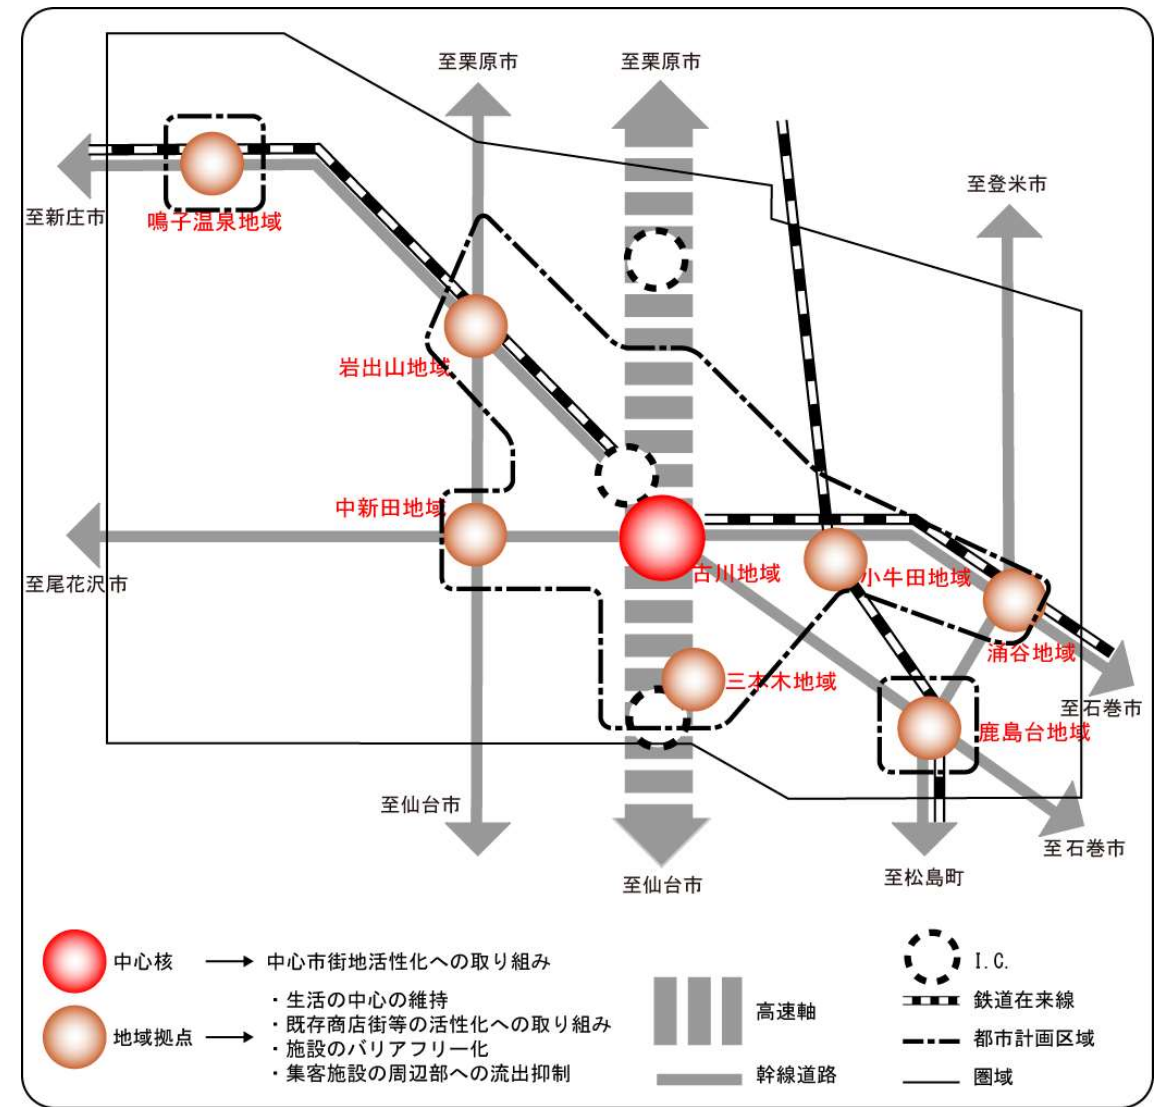 至栗原市
至栗原市
至登米市
至新庄市
鳴子温泉地域
岩出山地域
中新田地域
至尾花沢市
古川地域
小牛田地域
涌谷地域
三本木地域
至石巻市
鹿島台地域
至仙台市
至石巻市
至仙台市
至松島町
中心核
中心市街地活性化への取り組み
地域拠点
・生活の中心の維持
・既存商店街等の活性化への取り組み
・施設のバリアフリー化
・集客施設の周辺部への流出抑制
高速軸
幹線道路
I.C.
鉄道在来線
都市計画区域
圏域